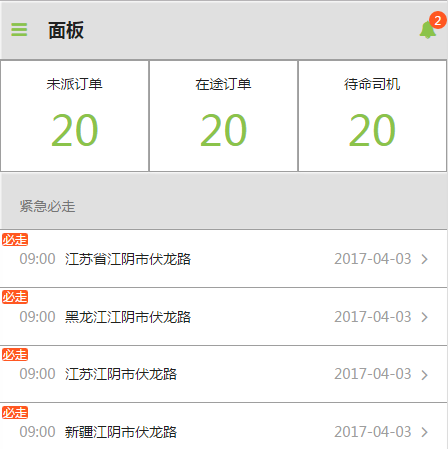 面板
2
未派订单
在途订单
待命司机
20
20
20
紧急必走
必走
09:00 江苏省江阴市伏龙路 2017-04-03
必走
09:00 黑龙江江阴市伏龙路 2017-04-03
必走
09:00 江苏江阴市伏龙路 2017-04-03
必走
09:00 新疆江阴市伏龙路 2017-04-03